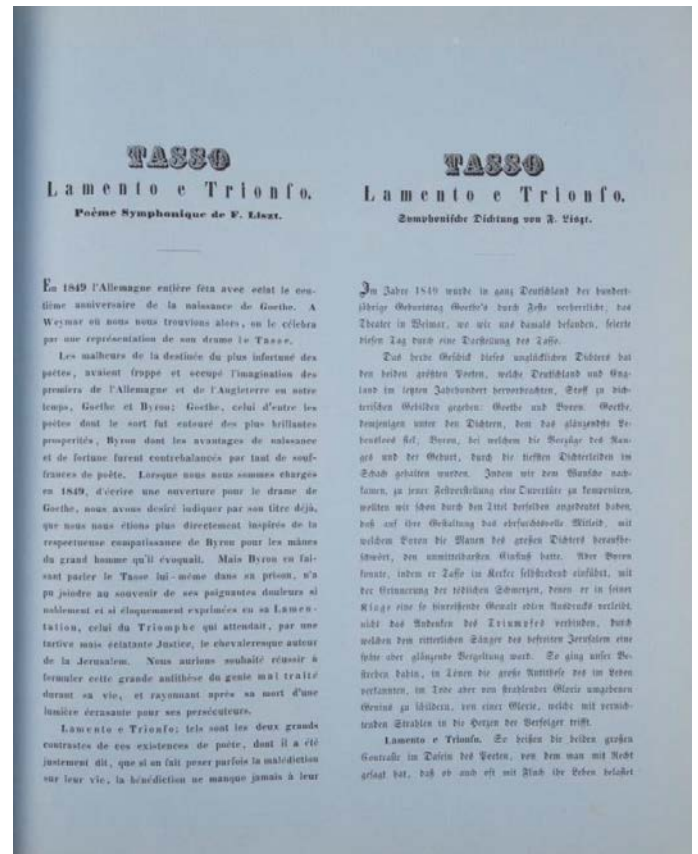 TASSO
Lamento e Trionfo.
Poème Symphonique de F. Liszt.
En 1849 l'Allemagne entière fêta avec eclat le cen-
tième anniversaire de la naissance de Goethe. A
Weymar où nous nous trouvions alors, on le célebra
par une représentation de son drame le Tasse.
Les malheurs de la destinée du plus infortuné des
poètes, avaient frappé et occupé l'imagination des
premiers de l'Allemagne et de l'Angleterre en notre
temps, Goethe et Byron; Goethe, celui d'entre les
poètes dont le sort fut entouré des plus brillantes
prosperités, Byron dont les avantages de naissance
et de fortune furent contrebalancés par tant de souf-
frances de poète. Lorsque nous nous sommes chargés
en 1849, d'écrire une ouverture pour le drame de
Goethe, nous avons désiré indiquer par son titre déjà,
que nous nous étions plus directement inspirés de la
respectueuse compatissance de Byron pour les mânes
du grand homme qu'il évoquait. Mais Byron en fai-
sant parler le Tasse lui-même dans sa prison, n'a
pu joindre au souvenir de ses poignantes douleurs si
noblement et si éloquemment exprimées en sa Lamen-
tation, celui du Triomphe qui attendait, par une
tartive mais éclatante Justice, le chevaleresque auteur
de la Jerusalem. Nous aurions souhaité réussir à
formuler cette grande antithèse du genie mal traité
durant sa vie, et rayonnant après sa mort d'une
lumière écrasante pour ses persécuteurs.
Lamento e Trionfo; tels sont les deux grands
contrastes de ces existences de poète, dont il a été
justement dit, que si on fait peser parfois la malédiction
sur leur vie, la bénédiction ne manque jamais à leur
TASSO
Lamento e Trionfo.
Symphonische Dichtung von F. Liszt.
Im Jahre 1849 wurde in ganz Deutschland der hundert-
jährige Geburtstag Goethe's durch Feste verherrlicht; das
Theater in Weimar, wo wir uns damals befanden, feierte
diesen Tag durch eine Darstellung des Tasso.
Das herbe Geschick dieses unglücklichen Dichters hat
den beiden größten Poeten, welche Deutschland und Eng-
land im letzten Jahrhundert hervorbrachten, Stoff zu dich-
terischen Gebilden gegeben: Goethe und Byron. Goethe,
demjenigen unter den Dichtern, dem das glänzendste Le-
bensloos fiel, Byron, bei welchem die Vorzüge des Ran-
ges und der Geburt, durch die tiefsten Dichterleiden im
Schach gehalten wurden. Indem wir dem Wunsche nach-
kamen, zu jener Festvorstellung eine Ouvertüre zu komponiren,
wollten wir schon durch den Titel derselben angedeutet haben,
daß auf ihre Gestaltung das ehrfurchtsvolle Mitleid, mit
welchem Byron die Manen des großen Dichters heraufbe-
schwört, den unmittelbarsten Einfluß hatte. Aber Byron
konnte, indem er Tasso im Kerker selbstredend einführt, mit
der Erinnerung der tödlichen Schmerzen, denen er in seiner
Klage eine so hinreißende Gewalt edlen Ausdrucks verleiht,
nicht das Andenken des Triumpfes verbinden, durch
welchen dem ritterlichen Sänger des befreiten Jerusalem eine
späte aber glänzende Vergeltung ward. So ging unser Be-
streben dahin, in Tönen die große Antithese des im Leben
verkannten, im Tode aber von strahlender Glorie umgebenen
Genius zu schildern, von einer Glorie, welche mit vernich-
tenden Strahlen in die Herzen der Verfolger trifft.
Lamento e Trionfo. So heißen die beiden großen
Contraste im Dasein des Poeten, von dem man mit Recht
gesagt hat, daß ob auch oft mit Fluch ihr Leben belastet